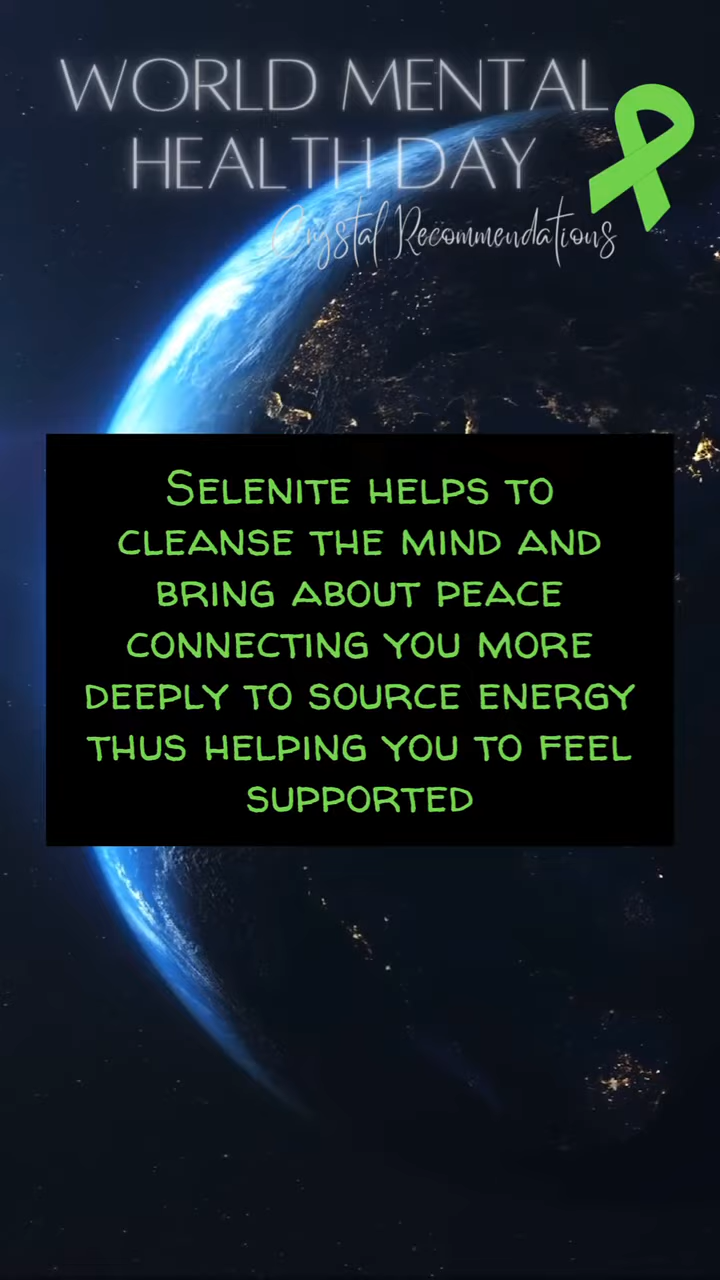 WORLD MENTAL
HEALTH DAY
Crystal Recommendations
SELENITE HELPS TO
CLEANSE THE MIND AND
BRING ABOUT PEACE
CONNECTING YOU MORE
DEEPLY TO SOURCE ENERGY
THUS HELPING YOU TO FEEL
SUPPORTED